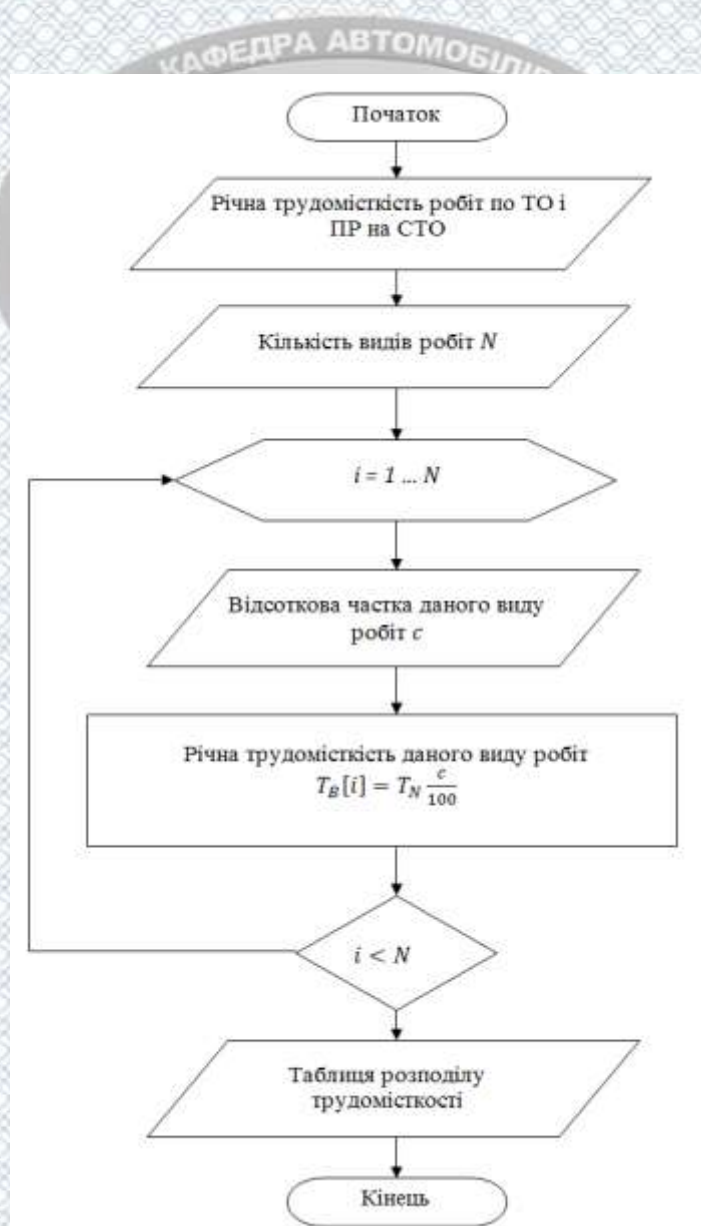 КАФЕДРА АВТОМОБІЛІВ
Початок
Річна трудомісткість робіт по ТО і
ПР на СТО
Кількість видів робіт N
i = 1 ... N
Відсоткова частка даного виду
робіт c
Річна трудомісткість даного виду робіт
T_B[i] = T_N c/100
i < N
Таблиця розподілу
трудомісткості
Кінець